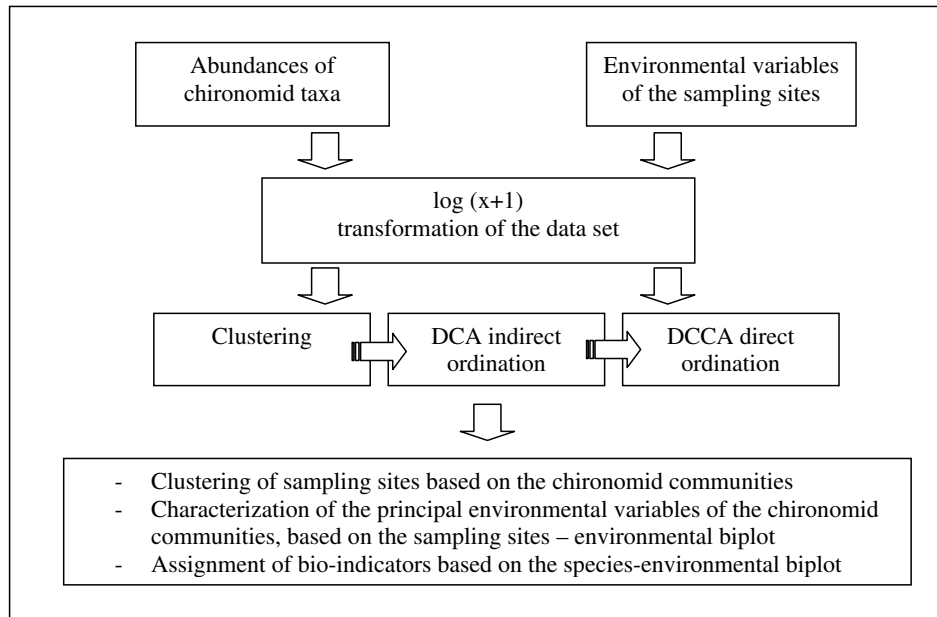 Abundances of
chironomid taxa
Environmental variables
of the sampling sites
log (x+1)
transformation of the data set
Clustering
DCA indirect
ordination
DCCA direct
ordination
- Clustering of sampling sites based on the chironomid communities
- Characterization of the principal environmental variables of the chironomid
communities, based on the sampling sites – environmental biplot
- Assignment of bio-indicators based on the species-environmental biplot